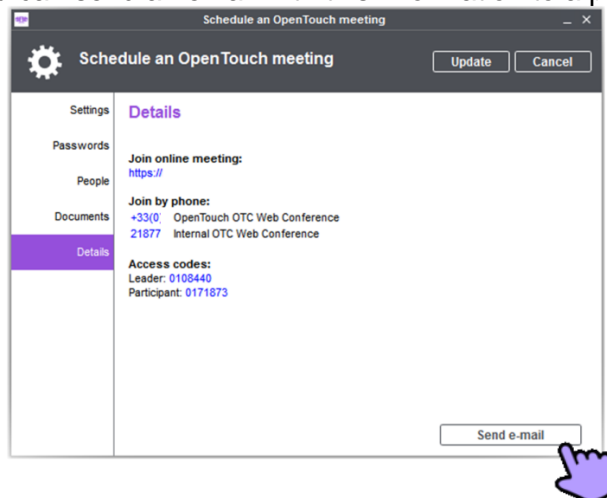 Schedule an OpenTouch meeting
Schedule an OpenTouch meeting
Update
Cancel
Settings
Passwords
People
Documents
Details
Details
Join online meeting:
https://
Join by phone:
+33(0 OpenTouch OTC Web Conference
21877 Internal OTC Web Conference
Access codes:
Leader: 0108440
Participant: 0171873
Send e-mail